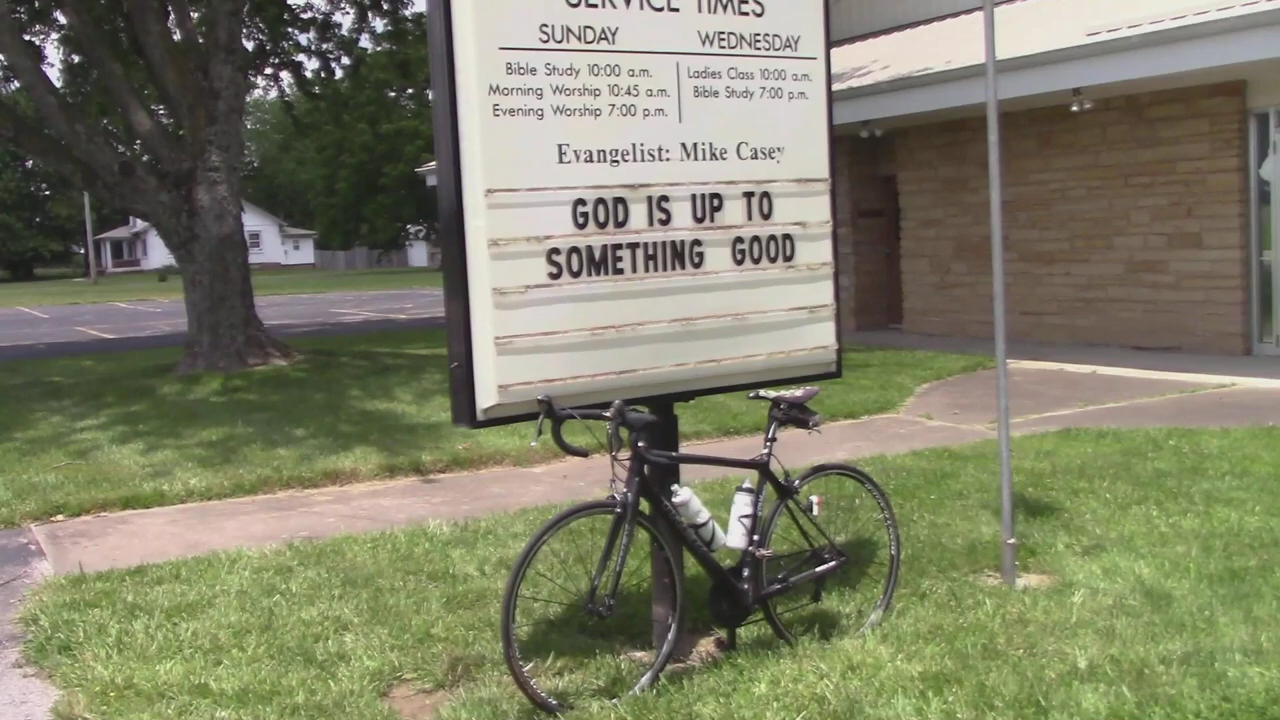 SERVICE TIMES
SUNDAY WEDNESDAY
Bible Study 10:00 a.m. Ladies Class 10:00 a.m.
Morning Worship 10:45 a.m. Bible Study 7:00 p.m.
Evening Worship 7:00 p.m.
Evangelist: Mike Casey
GOD IS UP TO
SOMETHING GOOD